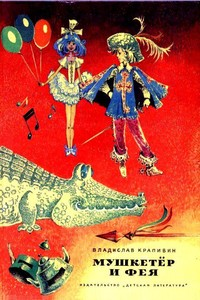 ВЛАДИСЛАВ КРАПИВИН
МУШКЕТЁР
И ФЕЯ
ИЗДАТЕЛЬСТВО „ДЕТСКАЯ ЛИТЕРАТУРА"